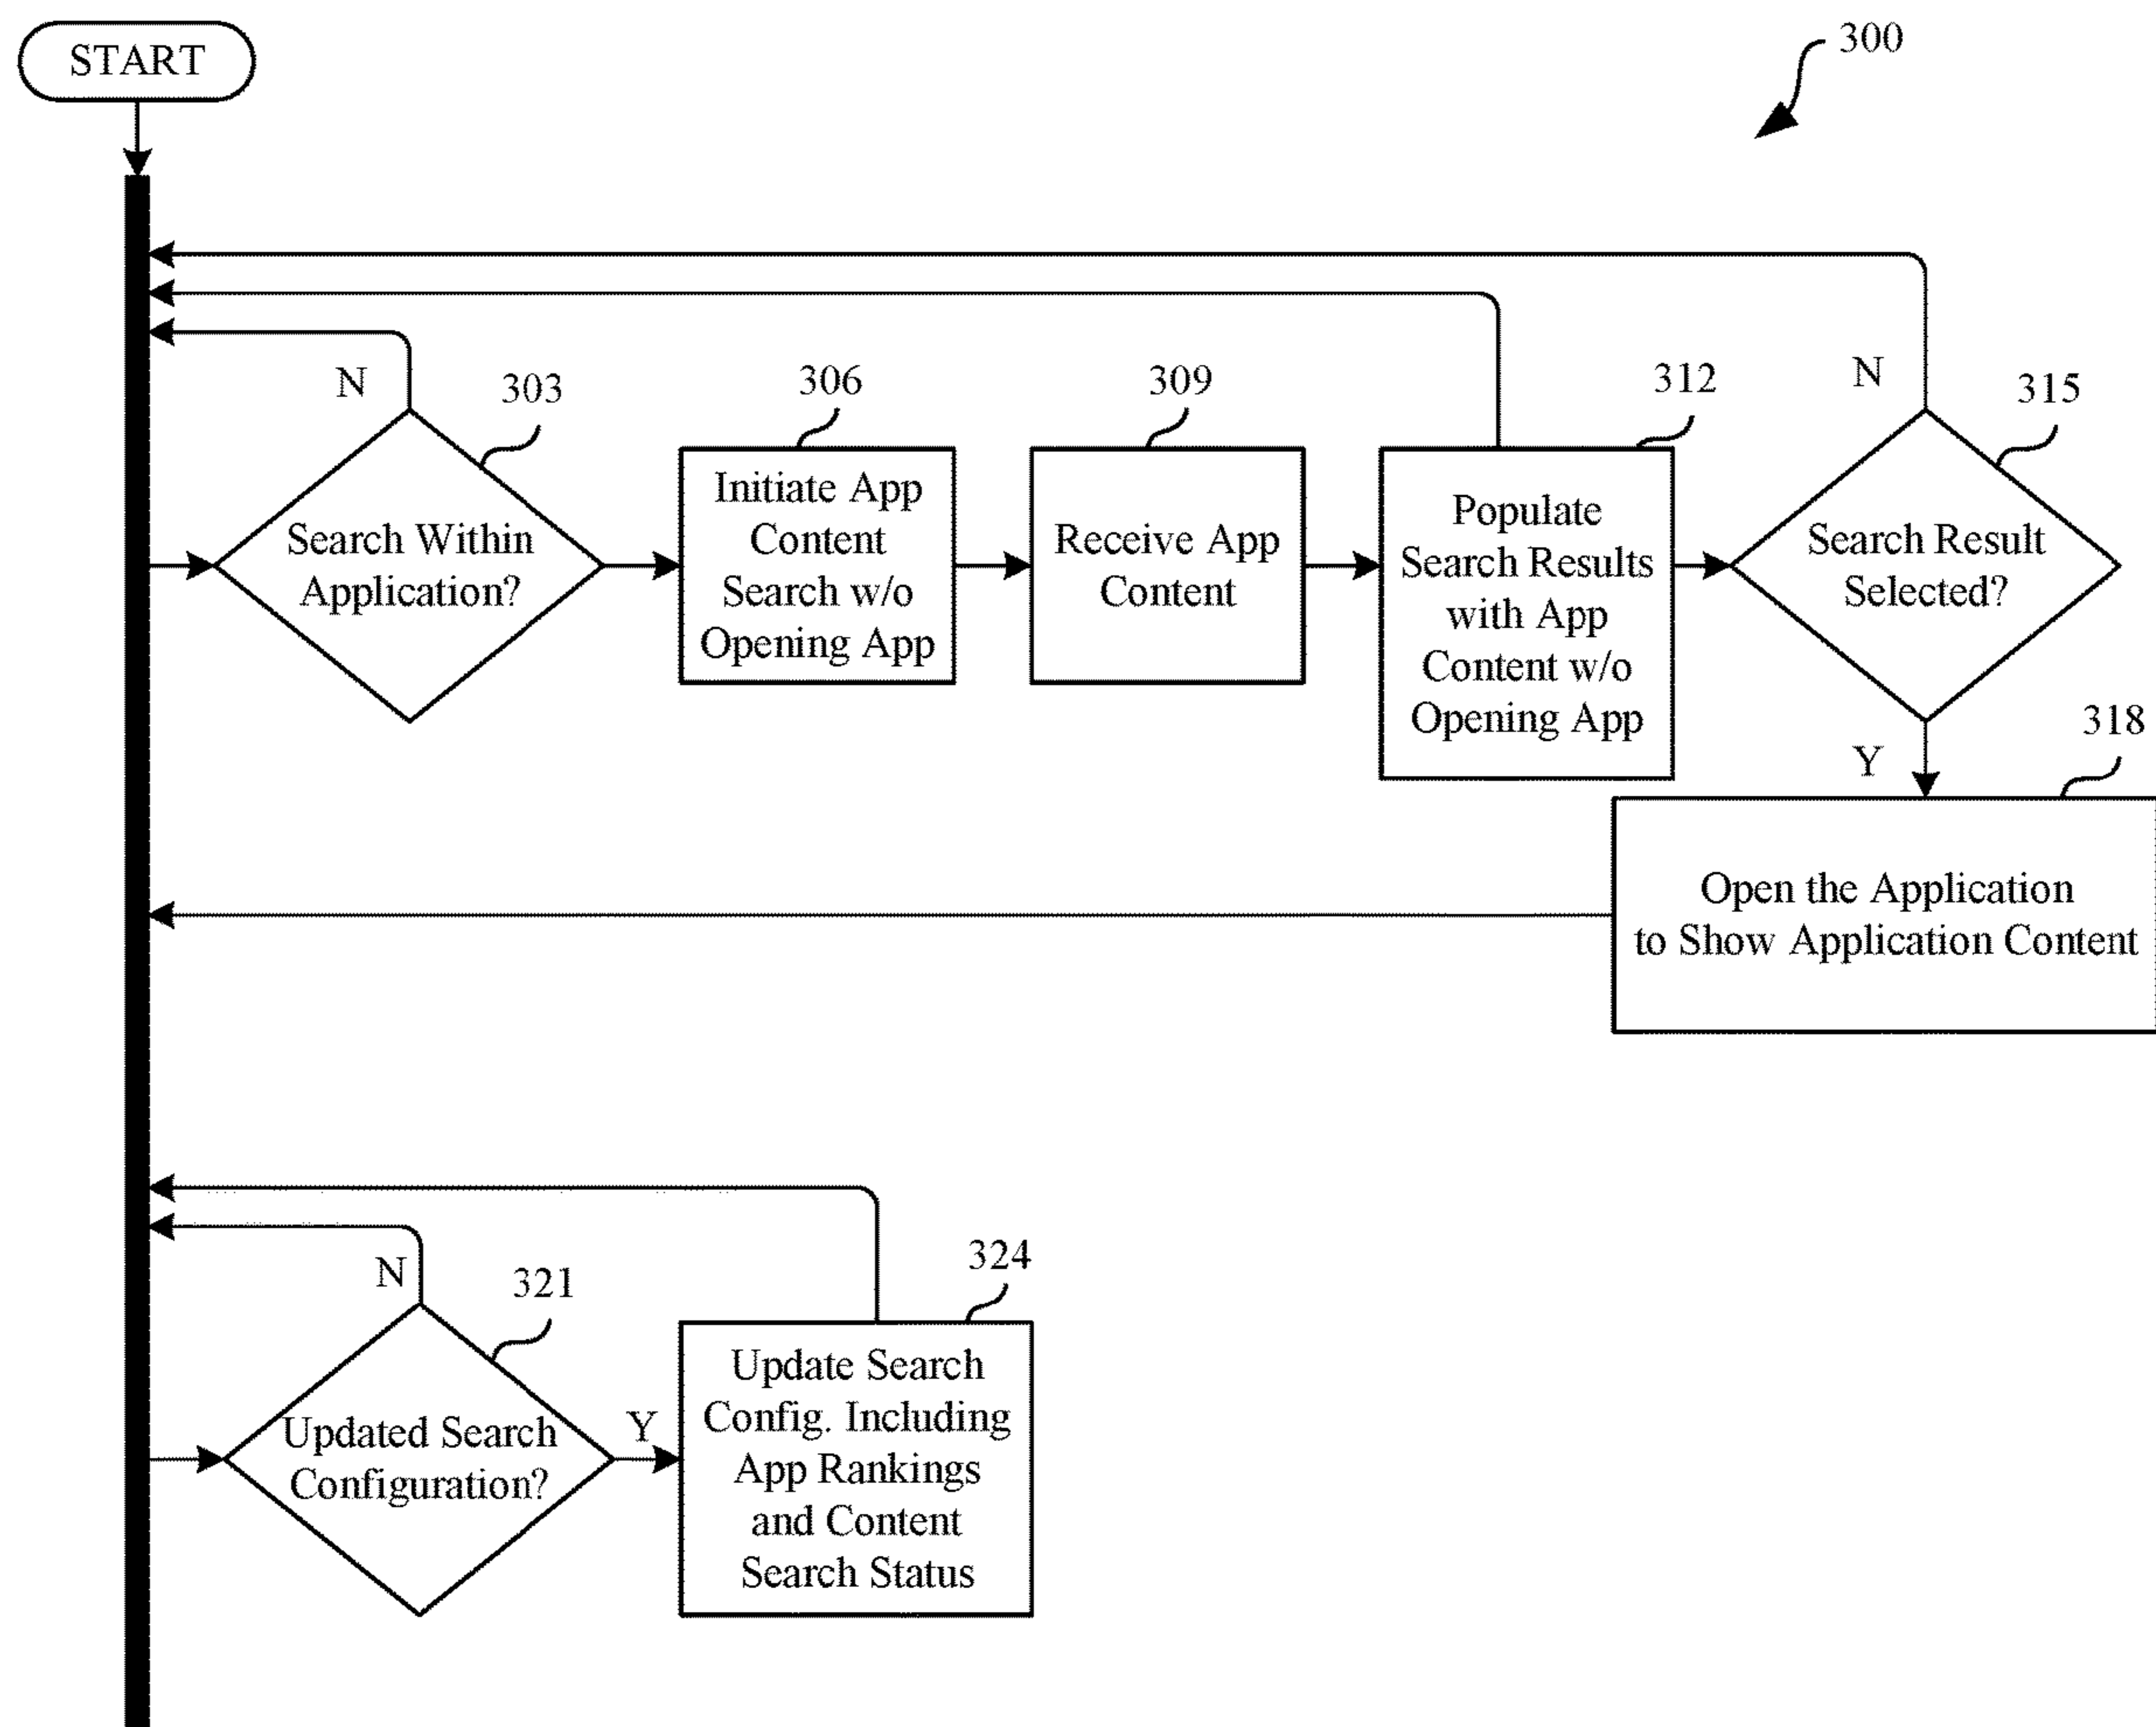 START
300
N
303
306
309
312
N
315
Search Within
Application?
Initiate App
Content
Search w/o
Opening App
Receive App
Content
Populate
Search Results
with App
Content w/o
Opening App
Search Result
Selected?
Y
318
Open the Application
to Show Application Content
N
321
324
Updated Search
Configuration?
Y
Update Search
Config. Including
App Rankings
and Content
Search Status